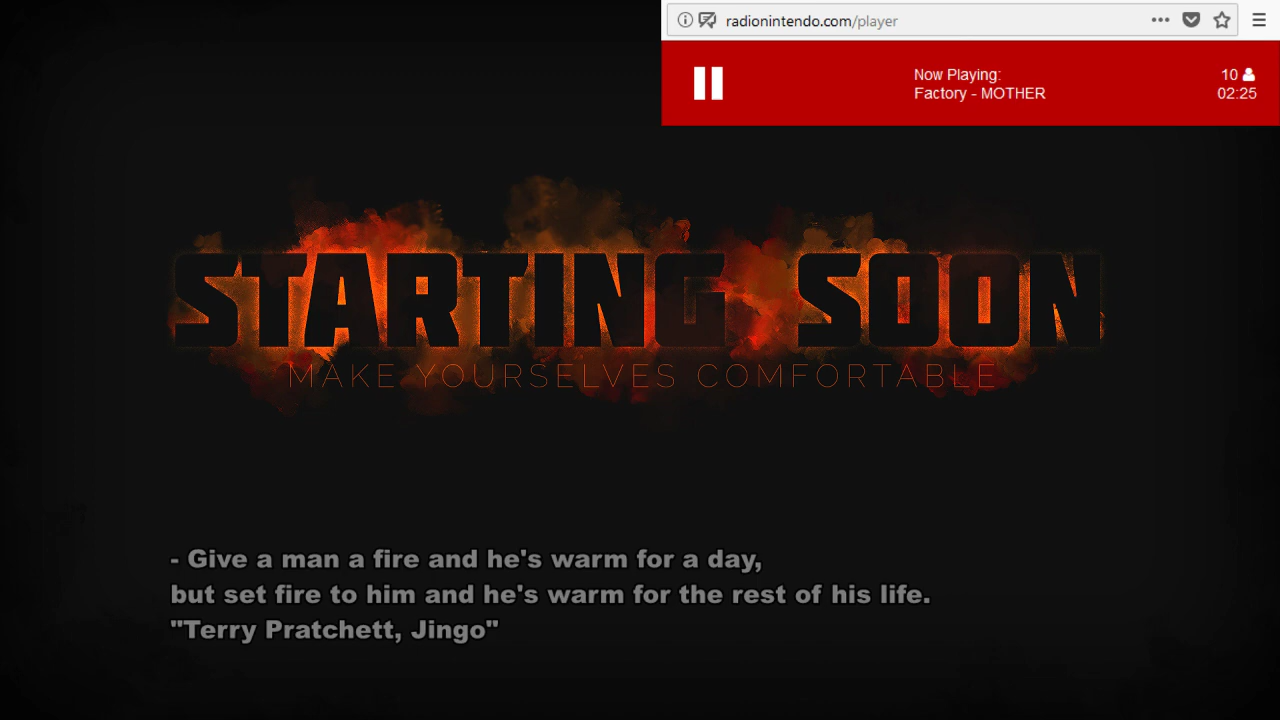 radionintendo.com/player
Now Playing:
Factory - MOTHER
10
02:25
STARTING SOON
MAKE YOURSELVES COMFORTABLE
- Give a man a fire and he's warm for a day,
but set fire to him and he's warm for the rest of his life.
"Terry Pratchett, Jingo"